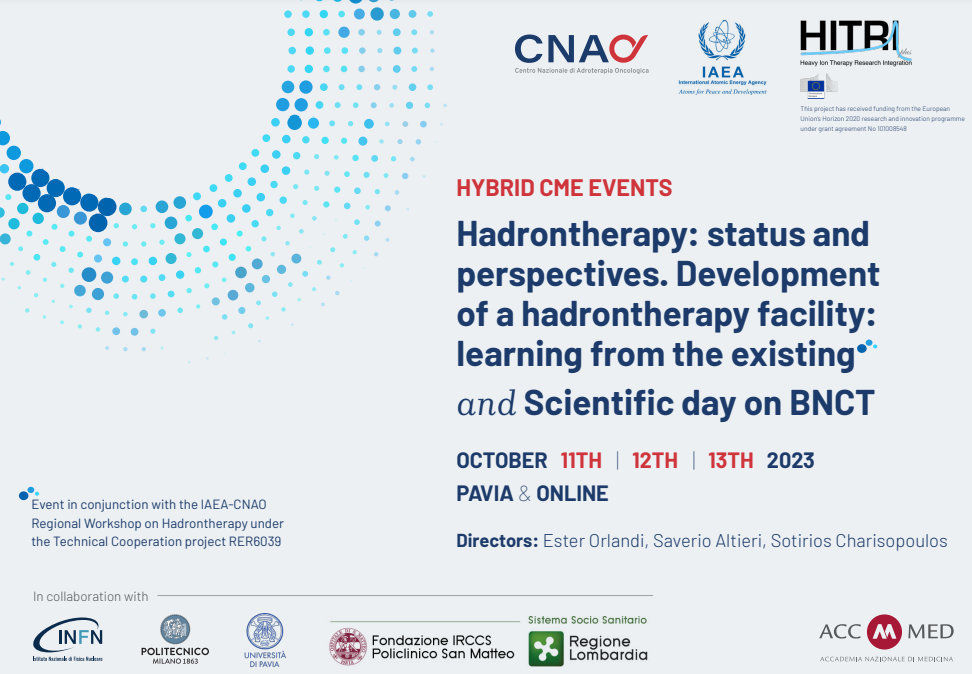 CNAO
Centro Nazionale di Adroterapia Oncologica
IAEA
International Atomic Energy Agency
Atoms for Peace and Development
HITRI plus
Heavy Ion Therapy Research Integration
This project has received funding from the European
Union's Horizon 2020 research and innovation programme
under grant agreement No 101008548
HYBRID CME EVENTS
Hadrontherapy: status and
perspectives. Development
of a hadrontherapy facility:
learning from the existing
and Scientific day on BNCT
OCTOBER 11TH | 12TH | 13TH 2023
PAVIA & ONLINE
Directors: Ester Orlandi, Saverio Altieri, Sotirios Charisopoulos
Event in conjunction with the IAEA-CNAO
Regional Workshop on Hadrontherapy under
the Technical Cooperation project RER6039
In collaboration with
INFN
Istituto Nazionale di Fisica Nucleare
POLITECNICO
MILANO 1863
UNIVERSITÀ
DI PAVIA
Fondazione IRCCS
Policlinico San Matteo
Sistema Socio Sanitario
Regione
Lombardia
ACC M MED
ACCADEMIA NAZIONALE DI MEDICINA